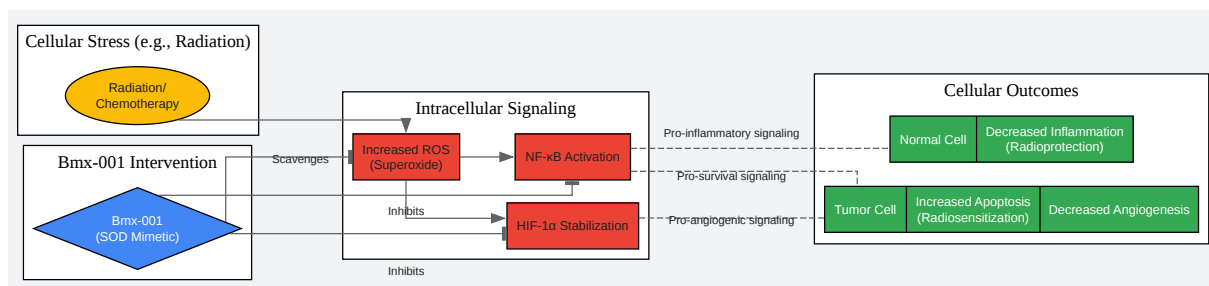 Cellular Stress (e.g., Radiation)
Radiation/
Chemotherapy
Bmx-001 Intervention
Bmx-001
(SOD Mimetic)
Scavenges
Inhibits
Inhibits
Intracellular Signaling
Increased ROS
(Superoxide)
NF-κB Activation
HIF-1α Stabilization
Pro-inflammatory signaling
Pro-survival signaling
Pro-angiogenic signaling
Cellular Outcomes
Normal Cell
Decreased Inflammation
(Radioprotection)
Tumor Cell
Increased Apoptosis
(Radiosensitization)
Decreased Angiogenesis